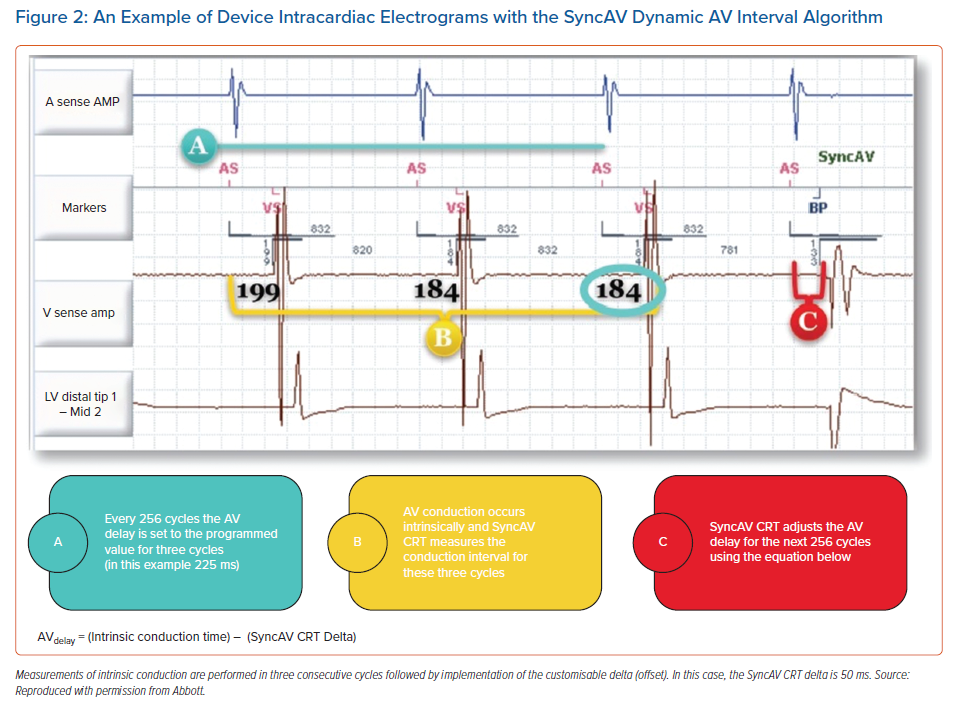 Figure 2: An Example of Device Intracardiac Electrograms with the SyncAV Dynamic AV Interval Algorithm
A sense AMP
A
SyncAV
AS
AS
AS
AS
Markers
VS
VS
VS
BP
832
832
832
199
820
184
832
184
781
133
199
184
184
V sense amp
B
C
LV distal tip 1
– Mid 2
A
Every 256 cycles the AV
delay is set to the programmed
value for three cycles
(in this example 225 ms)
B
AV conduction occurs
intrinsically and SyncAV
CRT measures the
conduction interval for
these three cycles
C
SyncAV CRT adjusts the AV
delay for the next 256 cycles
using the equation below
AVdelay = (Intrinsic conduction time) – (SyncAV CRT Delta)
Measurements of intrinsic conduction are performed in three consecutive cycles followed by implementation of the customisable delta (offset). In this case, the SyncAV CRT delta is 50 ms. Source:
Reproduced with permission from Abbott.